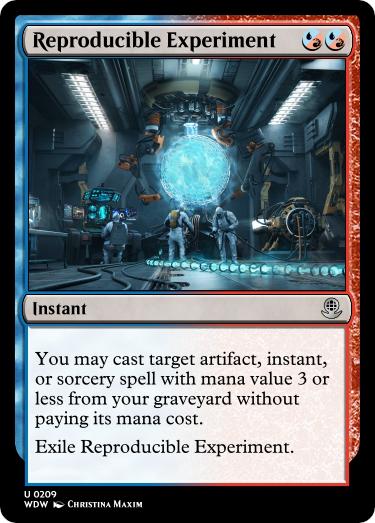 Reproducible Experiment
Instant
You may cast target artifact, instant,
or sorcery spell with mana value 3 or
less from your graveyard without
paying its mana cost.
Exile Reproducible Experiment.
U 0209
WDW CHRISTINA MAXIM